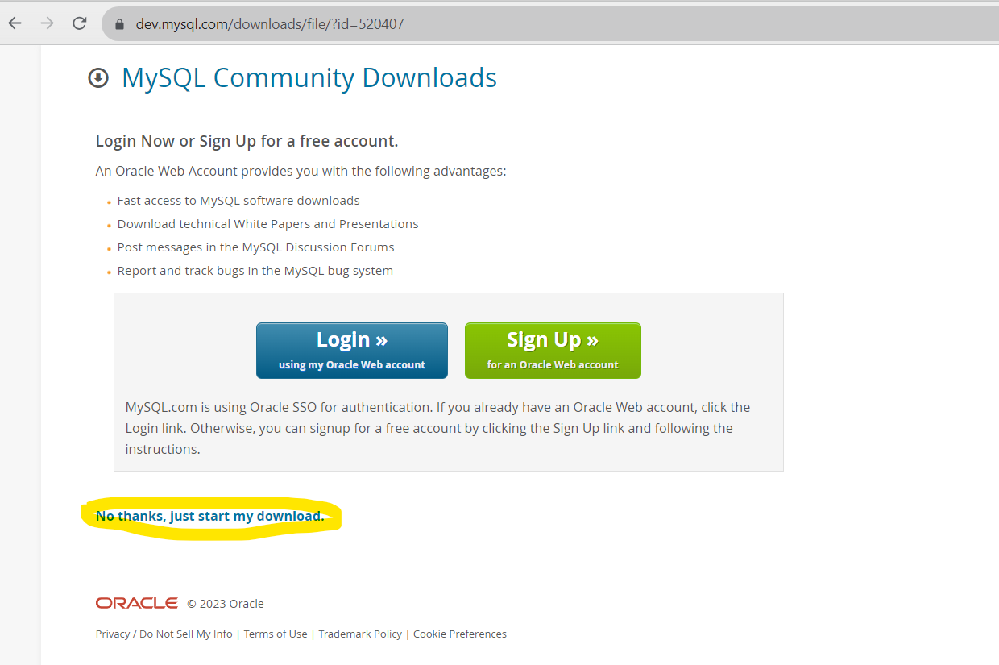 dev.mysql.com/downloads/file/?id=520407
MySQL Community Downloads
Login Now or Sign Up for a free account.
An Oracle Web Account provides you with the following advantages:
Fast access to MySQL software downloads
Download technical White Papers and Presentations
Post messages in the MySQL Discussion Forums
Report and track bugs in the MySQL bug system
Login »
using my Oracle Web account
Sign Up »
for an Oracle Web account
MySQL.com is using Oracle SSO for authentication. If you already have an Oracle Web account, click the
Login link. Otherwise, you can signup for a free account by clicking the Sign Up link and following the
instructions.
No thanks, just start my download.
ORACLE © 2023 Oracle
Privacy / Do Not Sell My Info | Terms of Use | Trademark Policy | Cookie Preferences